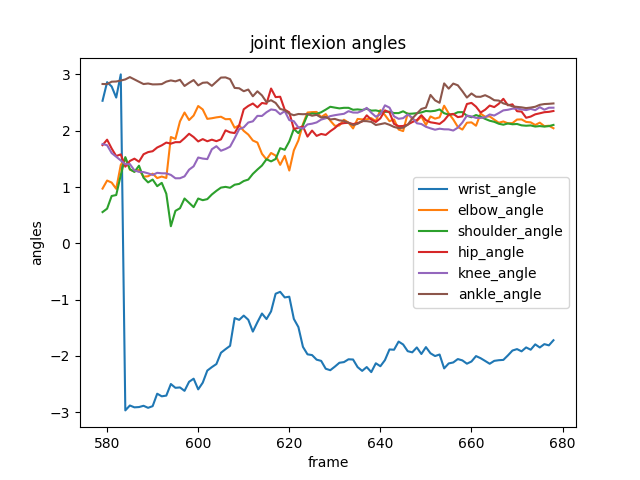 joint flexion angles
3
2
1
0
−1
−2
−3
angles
wrist_angle
elbow_angle
shoulder_angle
hip_angle
knee_angle
ankle_angle
580 600 620 640 660 680
frame